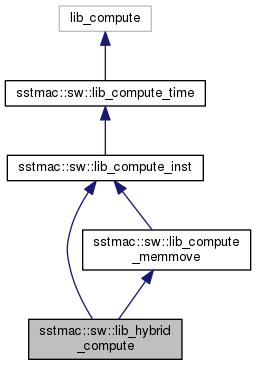 lib_compute
sstmac::sw::lib_compute_time
sstmac::sw::lib_compute_inst
sstmac::sw::lib_compute
_memmove
sstmac::sw::lib_hybrid
_compute